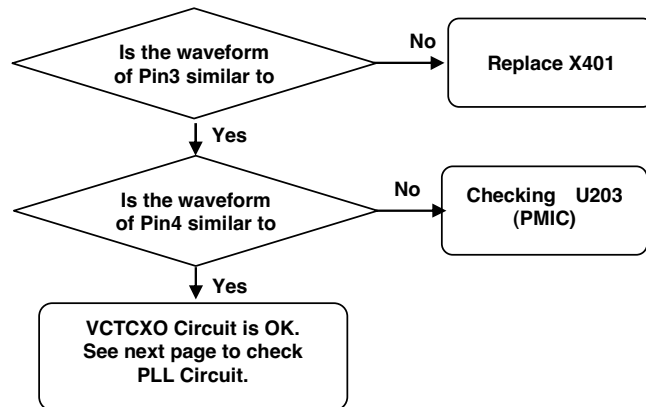 Is the waveform
of Pin3 similar to
No
Replace X401
Yes
Is the waveform
of Pin4 similar to
No
Checking U203
(PMIC)
Yes
VCTCXO Circuit is OK.
See next page to check
PLL Circuit.